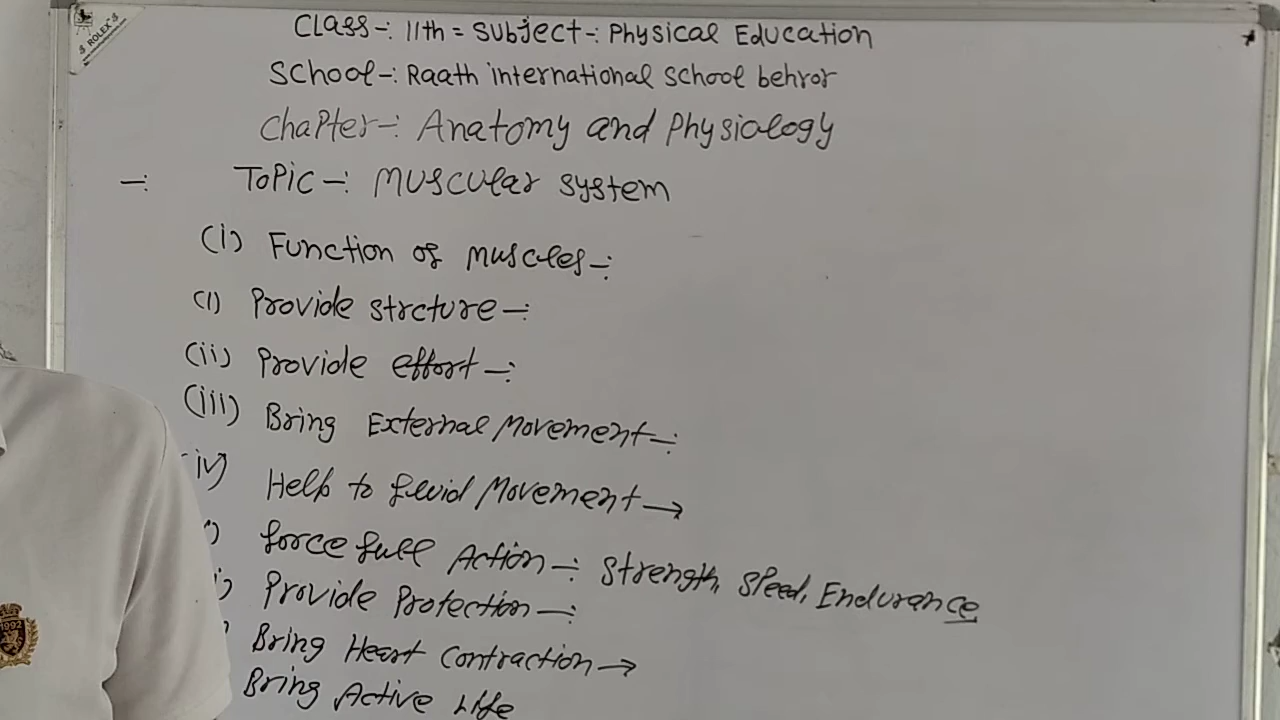 ROLEX
Class-: 11th = Subject-: Physical Education
School-: Raath international school behror
Chapter-: Anatomy and Physiology
-: Topic-: Muscular system
(i) Function of muscles-:
(i) Provide strcture-:
(ii) Provide effort-:
(iii) Bring External Movement-:
iv) Help to fluid Movement→
) force full Action-: Strength, Speed, Endurance
i) Provide Protection-:
) Bring Heart Contraction→
Bring Active Life
1992